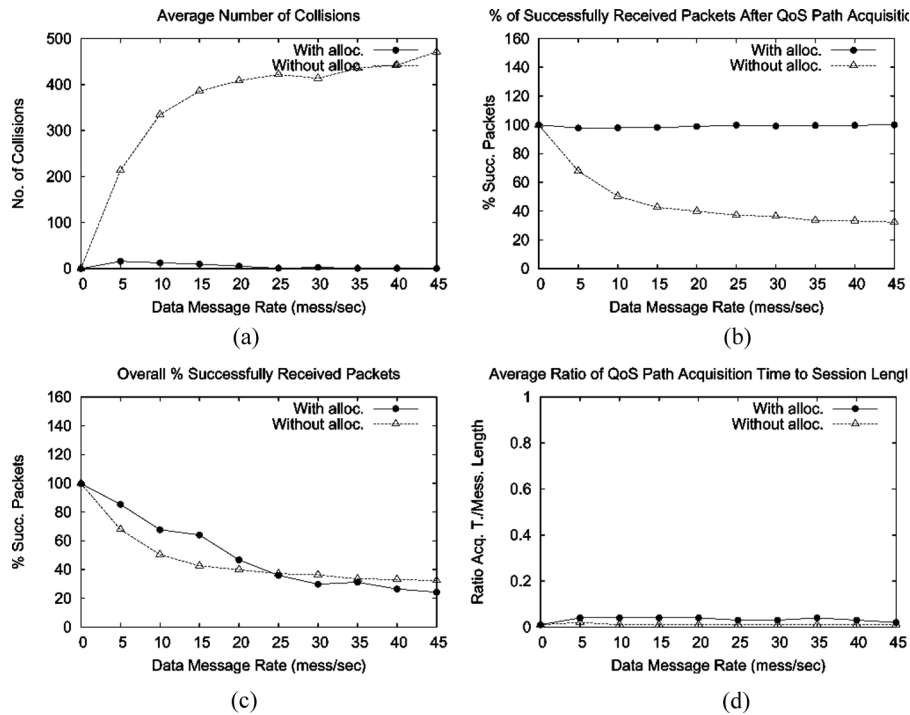 Average Number of Collisions
500
400
300
200
100
0
No. of Collisions
With alloc.
Without alloc.
0 5 10 15 20 25 30 35 40 45
Data Message Rate (mess/sec)
(a)
% of Successfully Received Packets After QoS Path Acquisitio
160
140
120
100
80
60
40
20
0
% Succ. Packets
With alloc.
Without alloc.
0 5 10 15 20 25 30 35 40 45
Data Message Rate (mess/sec)
(b)
Overall % Successfully Received Packets
160
140
120
100
80
60
40
20
0
% Succ. Packets
With alloc.
Without alloc.
0 5 10 15 20 25 30 35 40 45
Data Message Rate (mess/sec)
(c)
Average Ratio of QoS Path Acquisition Time to Session Lengt
1
0.8
0.6
0.4
0.2
0
Ratio Acq. T./Mess. Length
With alloc.
Without alloc.
0 5 10 15 20 25 30 35 40 45
Data Message Rate (mess/sec)
(d)